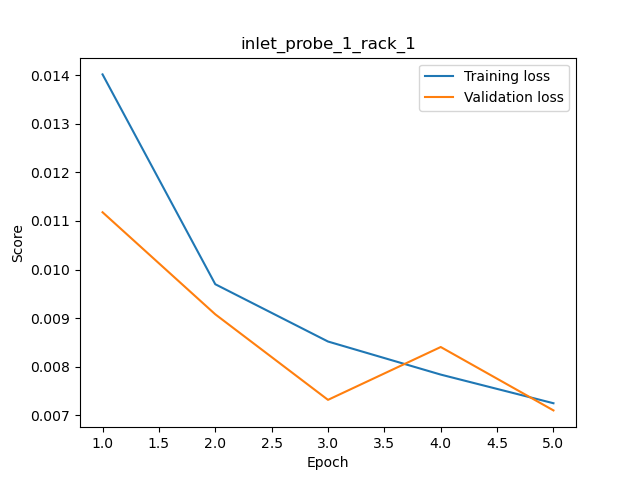 inlet_probe_1_rack_1
Training loss
Validation loss
Score
0.014
0.013
0.012
0.011
0.010
0.009
0.008
0.007
1.0 1.5 2.0 2.5 3.0 3.5 4.0 4.5 5.0
Epoch